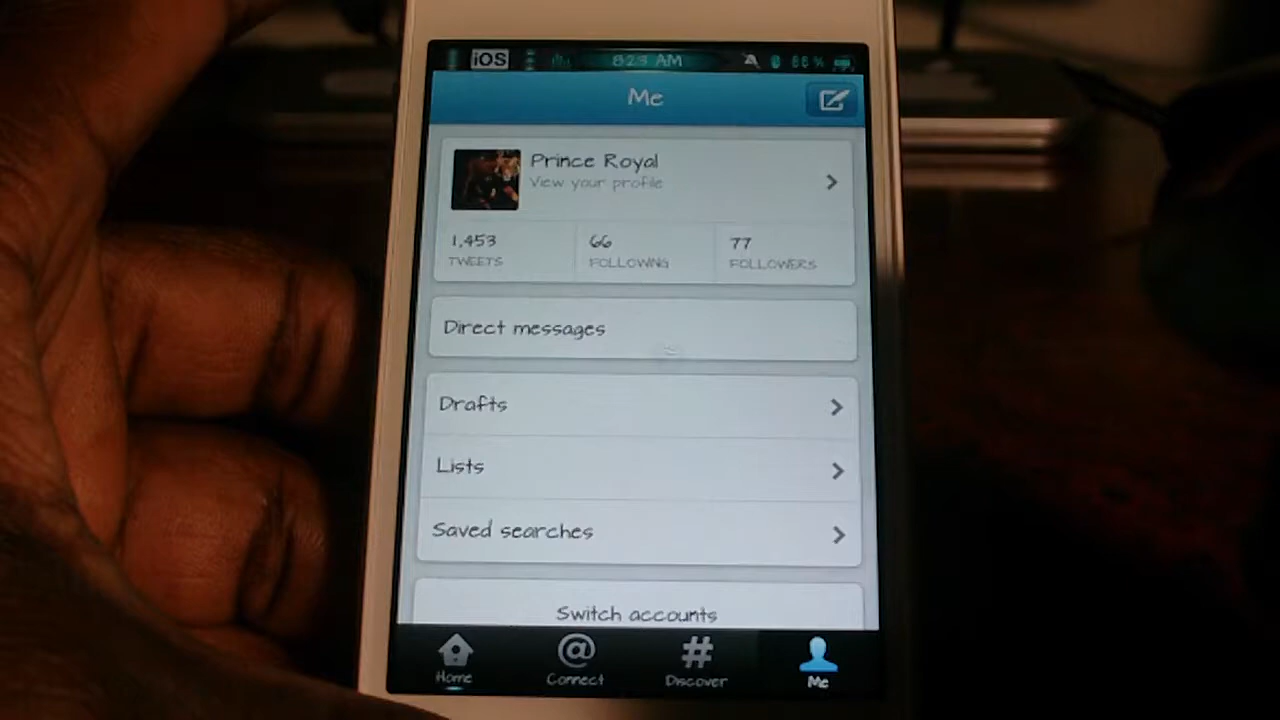 iOS 8:23 AM 66 %
Me
Prince Royal
View your profile
1,453 66 77
TWEETS FOLLOWING FOLLOWERS
Direct messages
Drafts
Lists
Saved searches
Switch accounts
Home Connect Discover Me